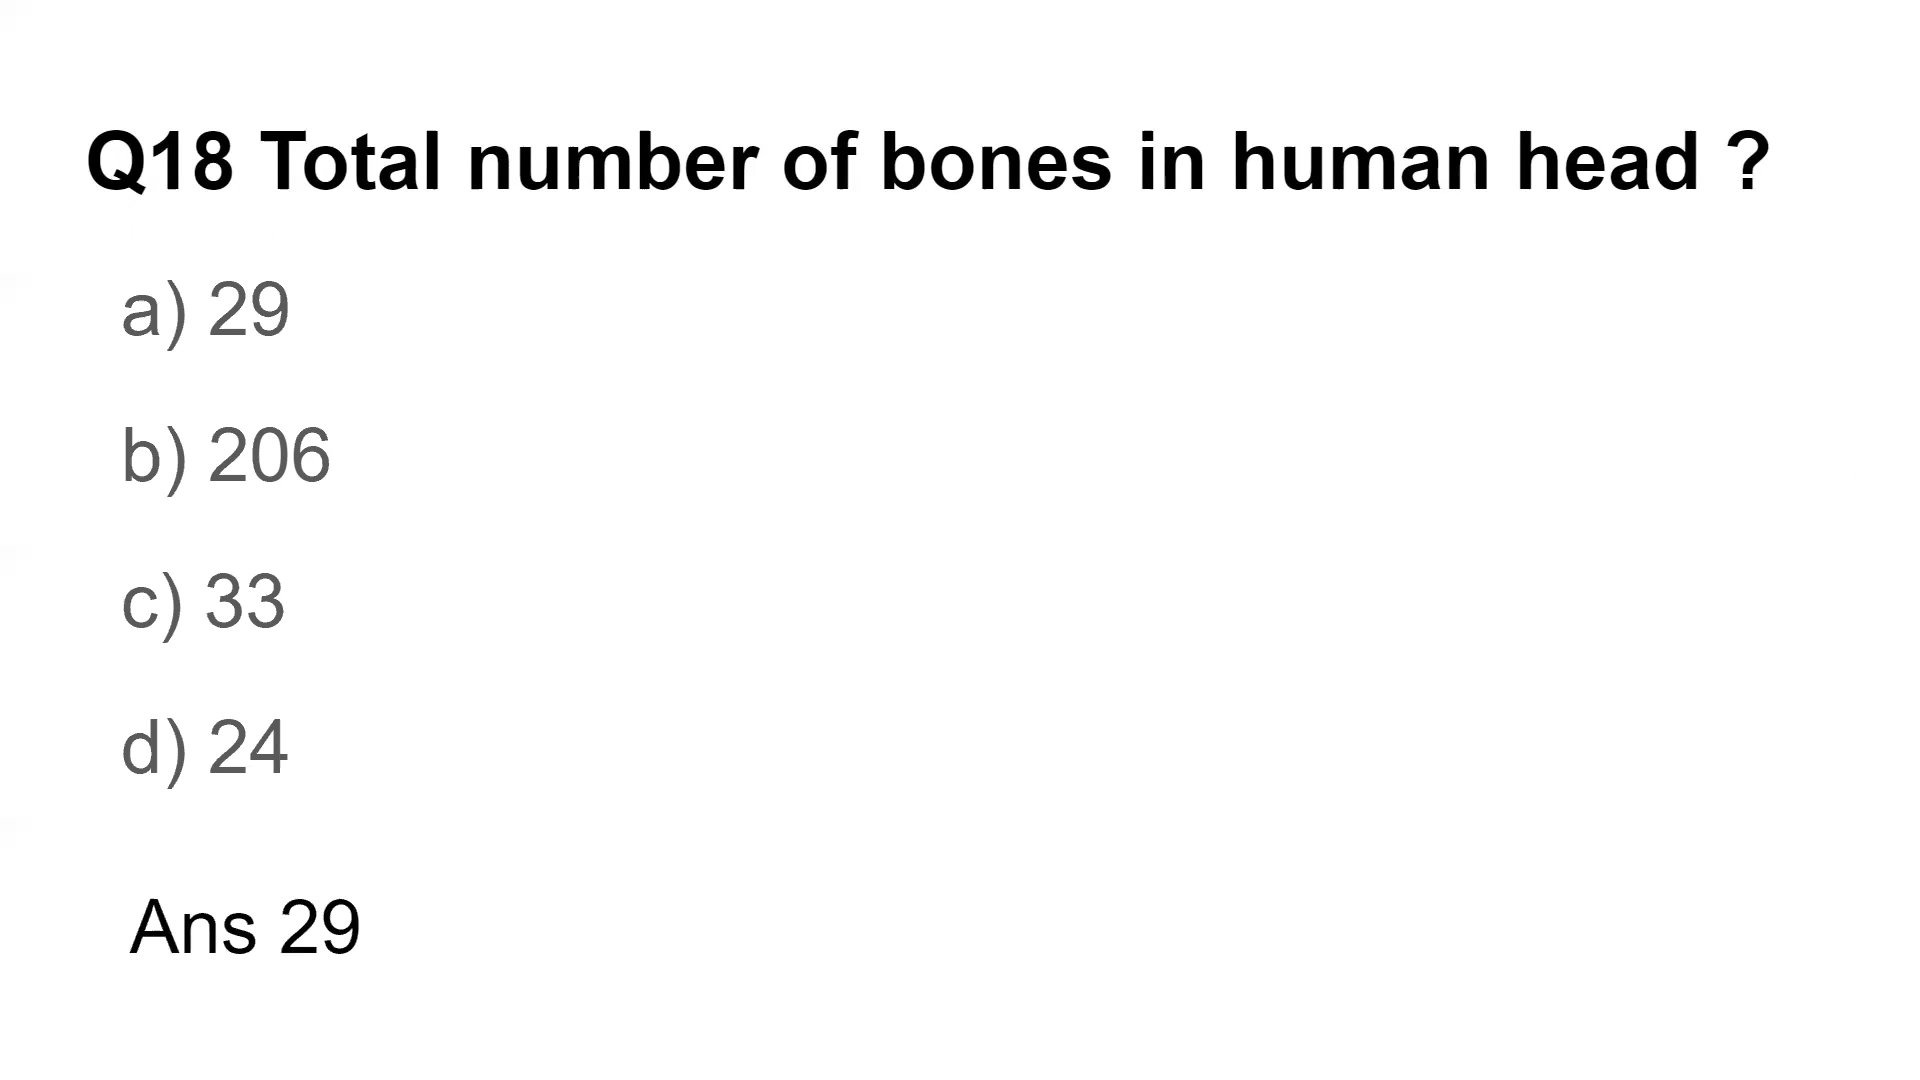 Q18 Total number of bones in human head ?
a) 29
b) 206
c) 33
d) 24
Ans 29